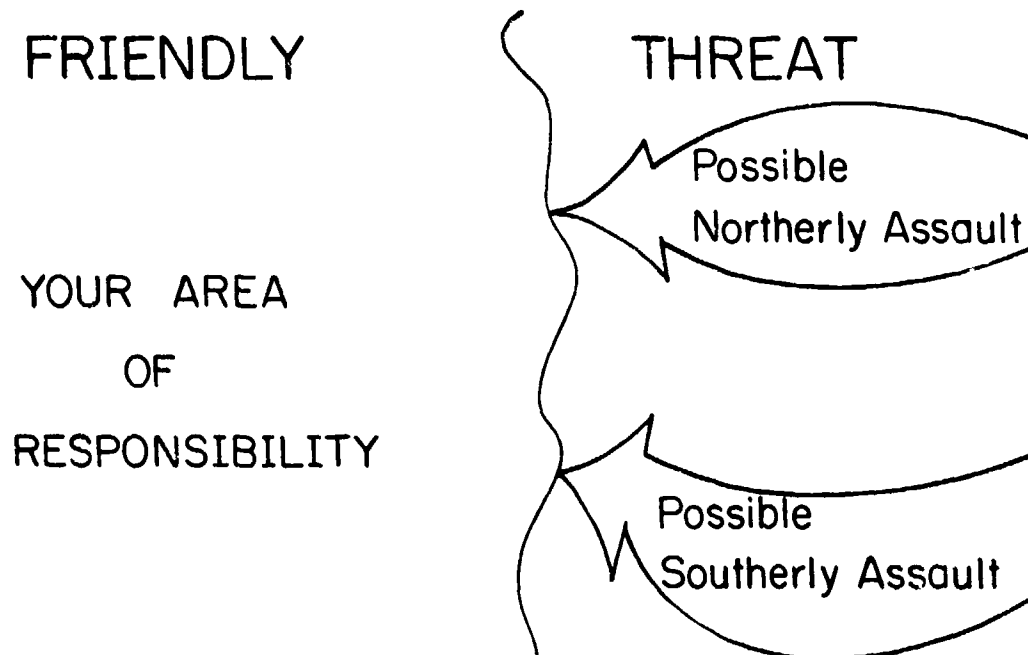 FRIENDLY
THREAT
Possible
Northerly Assault
YOUR AREA
OF
RESPONSIBILITY
Possible
Southerly Assault